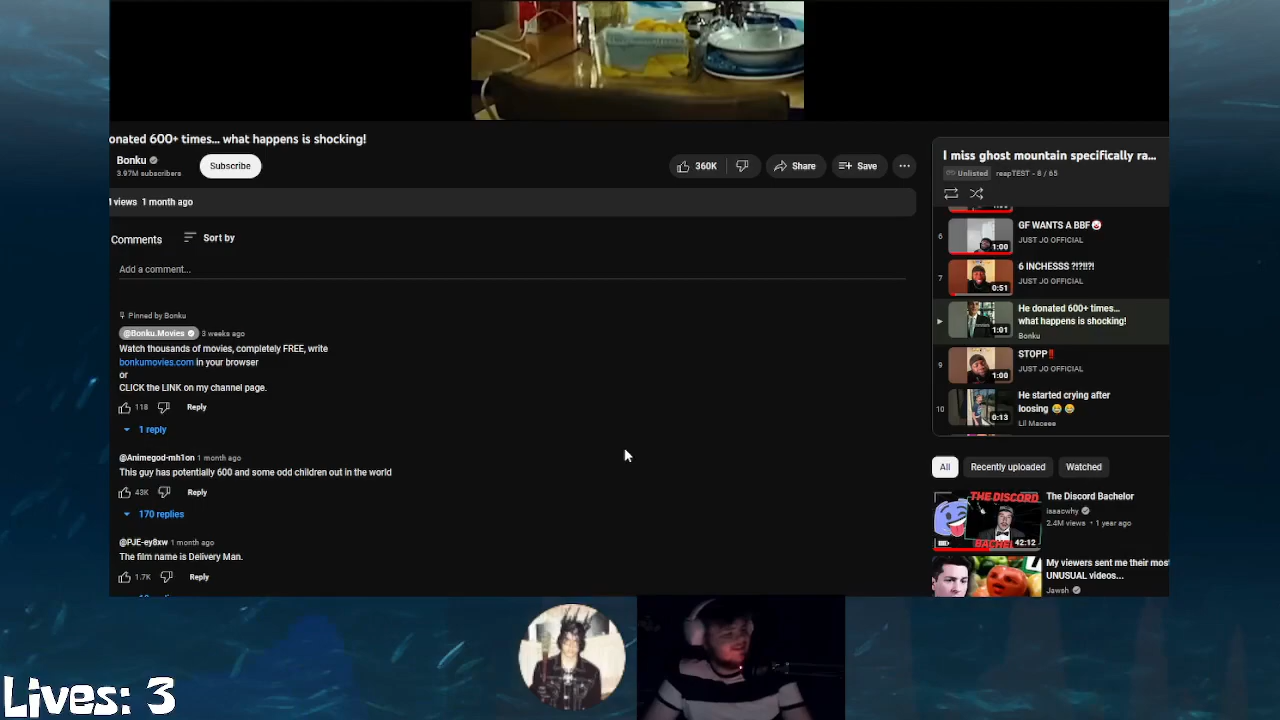 onated 600+ times... what happens is shocking!
Bonku
3.97M subscribers
Subscribe
360K
Share
Save
views 1 month ago
Comments
Sort by
Add a comment...
Pinned by Bonku
@Bonku.Movies 3 weeks ago
Watch thousands of movies, completely FREE, write
bonkumovies.com in your browser
or
CLICK the LINK on my channel page.
118
Reply
1 reply
@Animegod-mh1on 1 month ago
This guy has potentially 600 and some odd children out in the world
43K
Reply
170 replies
@PJE-ey8xw 1 month ago
The film name is Delivery Man.
1.7K
Reply
I miss ghost mountain specifically ra...
Unlisted reapTEST - 8 / 65
6
1:00
GF WANTS A BBF🤡
JUST JO OFFICIAL
7
0:51
6 INCHESSS ?!?!!?!
JUST JO OFFICIAL
1:01
He donated 600+ times...
what happens is shocking!
Bonku
9
1:00
STOPP‼️
JUST JO OFFICIAL
10
0:13
He started crying after
loosing 😂😂
Lil Maceee
All
Recently uploaded
Watched
THE DISCORD
BACHEL
42:12
The Discord Bachelor
isaacwhy
2.4M views • 1 year ago
My viewers sent me their most
UNUSUAL videos...
Jawsh
Lives: 3